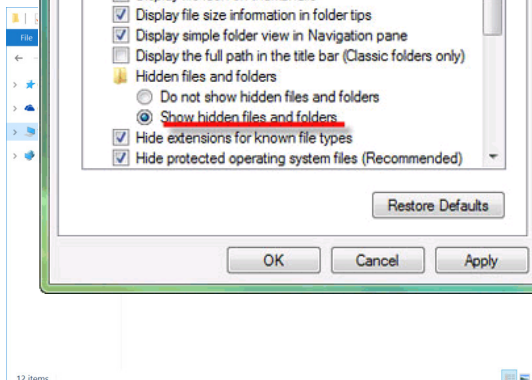 Display file size information in folder tips
Display simple folder view in Navigation pane
Display the full path in the title bar (Classic folders only)
File
Hidden files and folders
Do not show hidden files and folders
Show hidden files and folders
Hide extensions for known file types
Hide protected operating system files (Recommended)
Restore Defaults
OK
Cancel
Apply
12 items